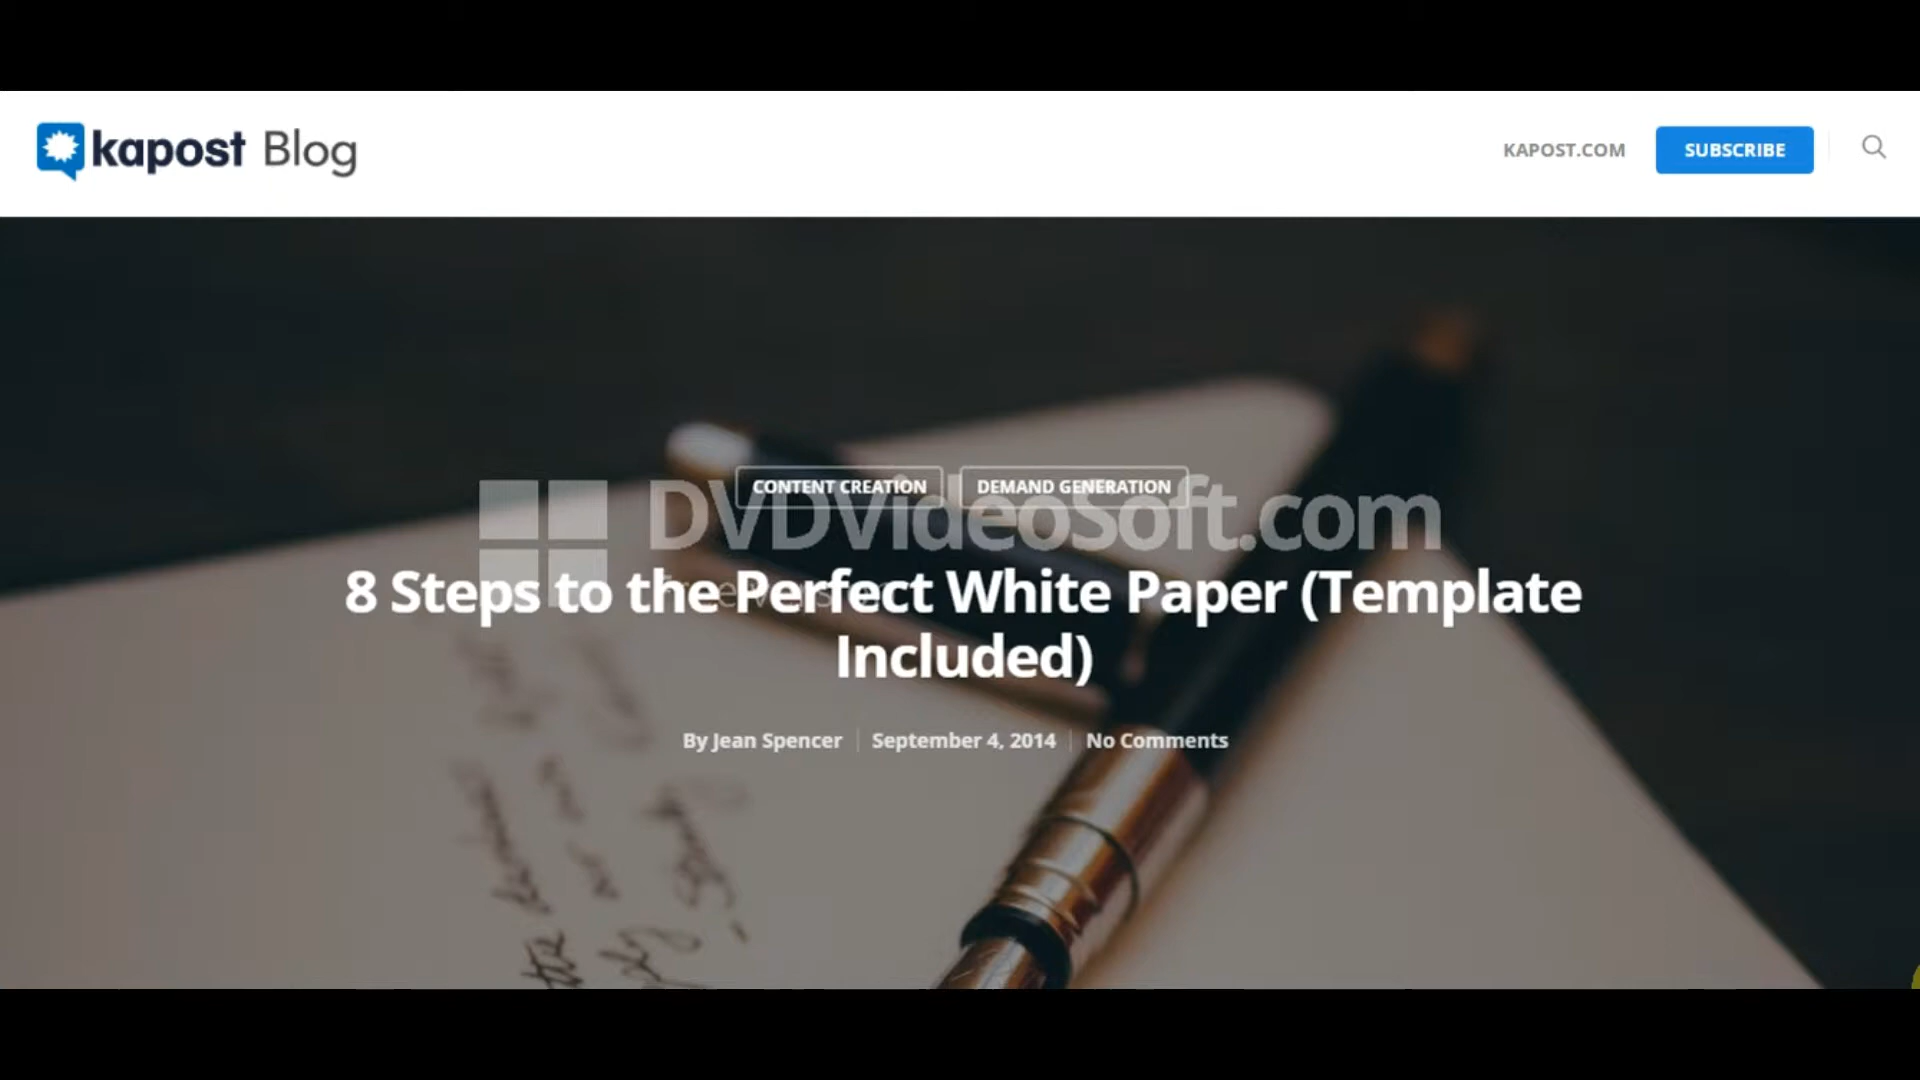 kapost Blog
KAPOST.COM
SUBSCRIBE
CONTENT CREATION
DEMAND GENERATION
DVDVideoSoft.com
8 Steps to the Perfect White Paper (Template
Included)
By Jean Spencer
September 4, 2014
No Comments